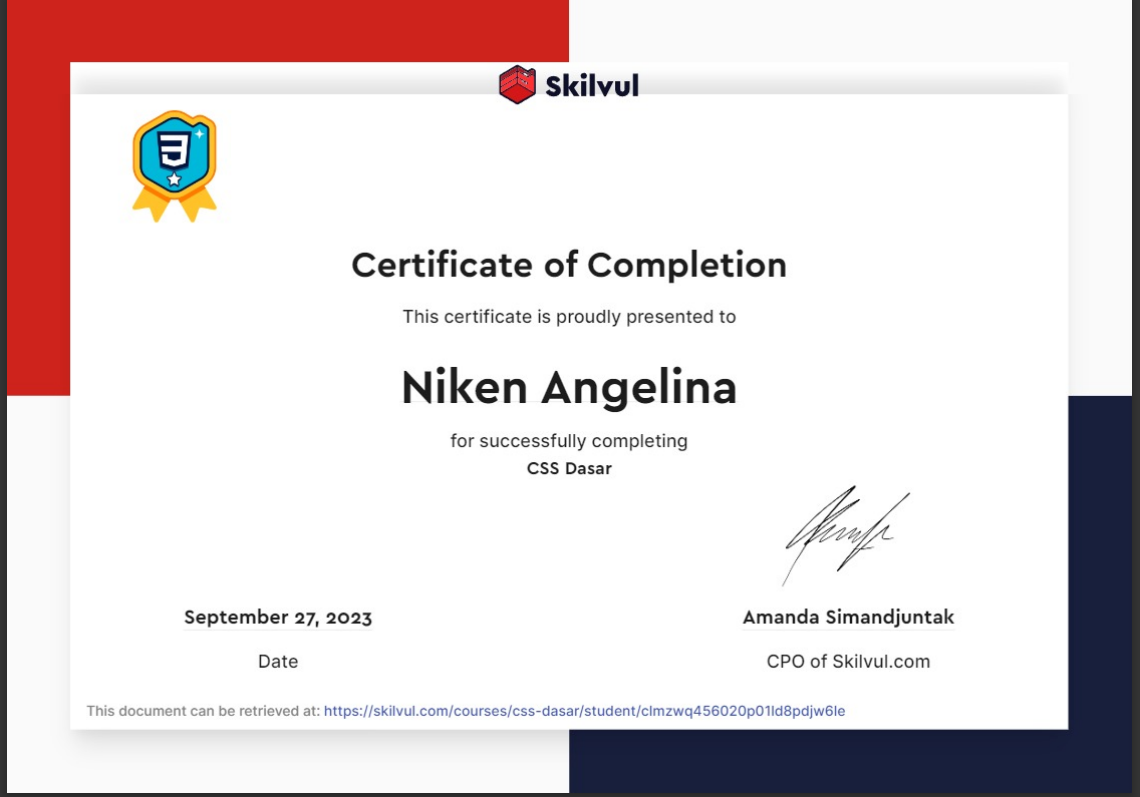 Skilvul
Certificate of Completion
This certificate is proudly presented to
Niken Angelina
for successfully completing
CSS Dasar
September 27, 2023
Amanda Simandjuntak
Date
CPO of Skilvul.com
This document can be retrieved at: https://skilvul.com/courses/css-dasar/student/clmzwq456020p01ld8pdjw6le